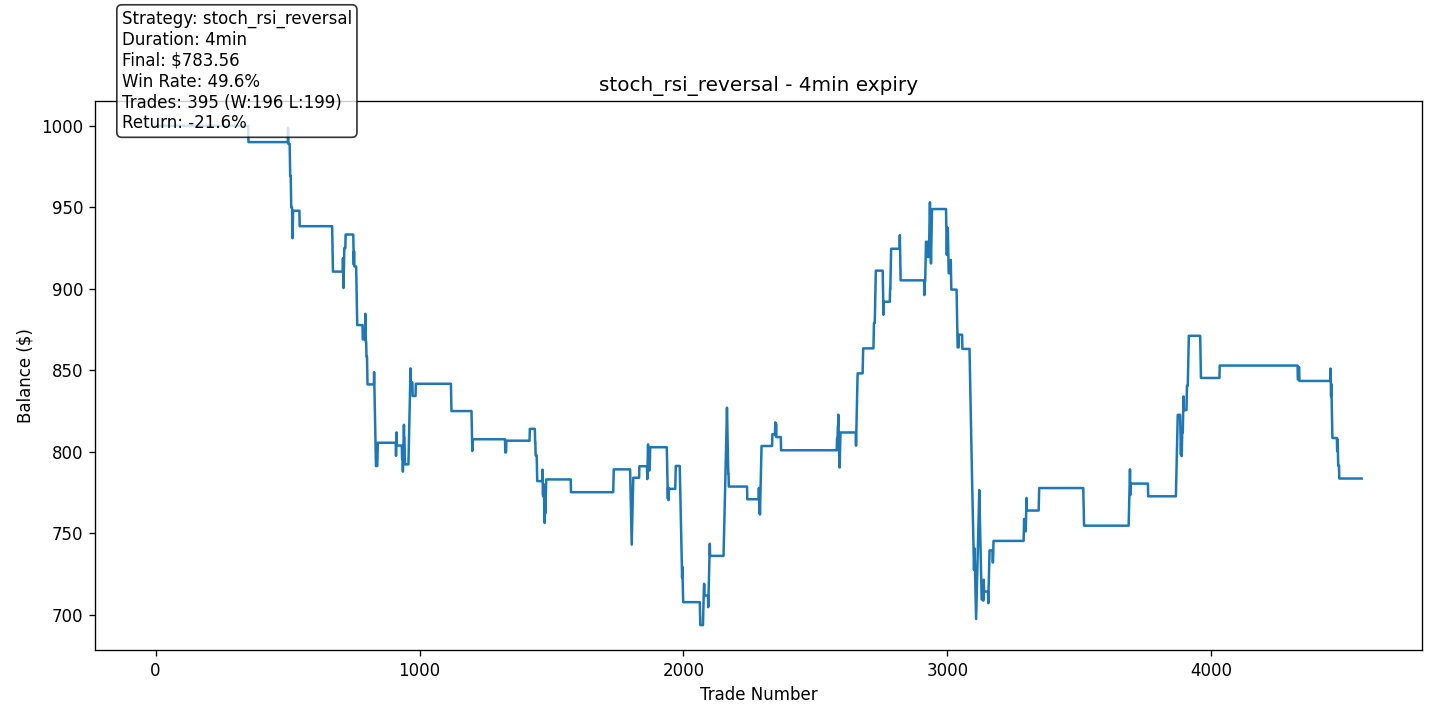 Strategy: stoch_rsi_reversal
Duration: 4min
Final: $783.56
Win Rate: 49.6%
Trades: 395 (W:196 L:199)
Return: -21.6%
stoch_rsi_reversal - 4min expiry
Balance ($)
1000
950
900
850
800
750
700
0 1000 2000 3000 4000
Trade Number